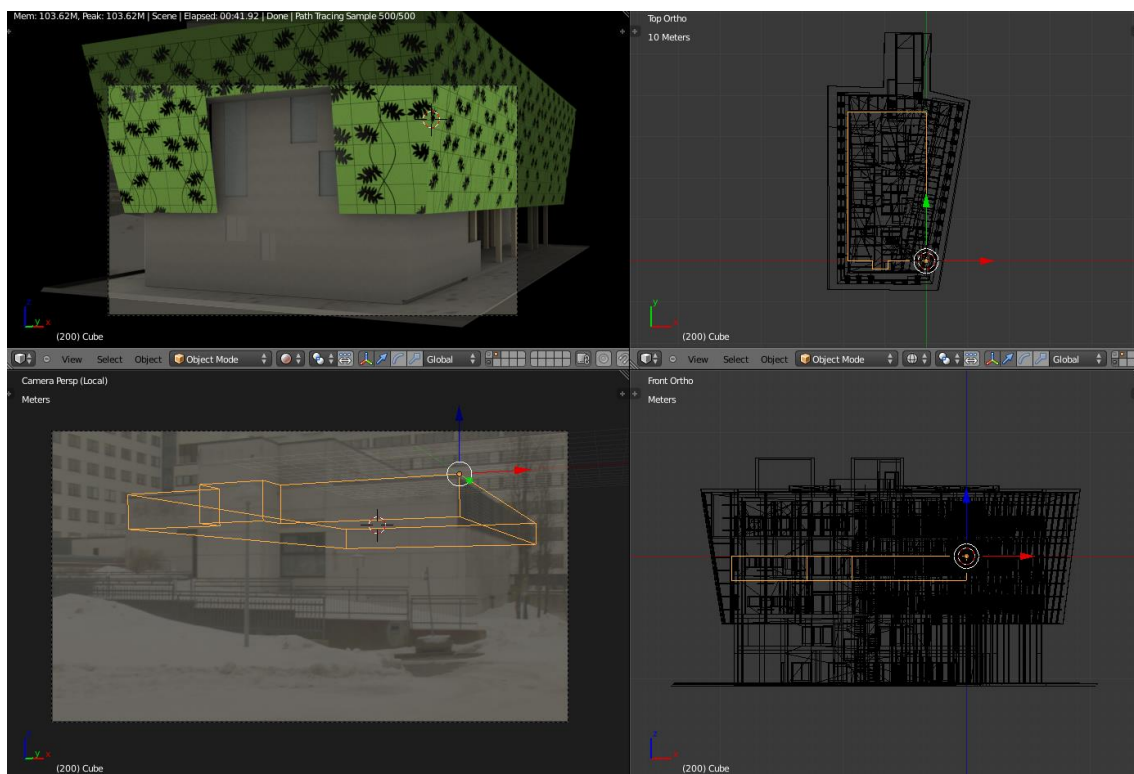 Mem: 103.62M, Peak: 103.62M | Scene | Elapsed: 00:41.92 | Done | Path Tracing Sample 500/500
z
y x
(200) Cube
Top Ortho
10 Meters
y
x
(200) Cube
View Select Object Object Mode Global
View Select Object Object Mode Global
Camera Persp (Local)
Meters
z
y x
(200) Cube
Front Ortho
Meters
z
x
(200) Cube